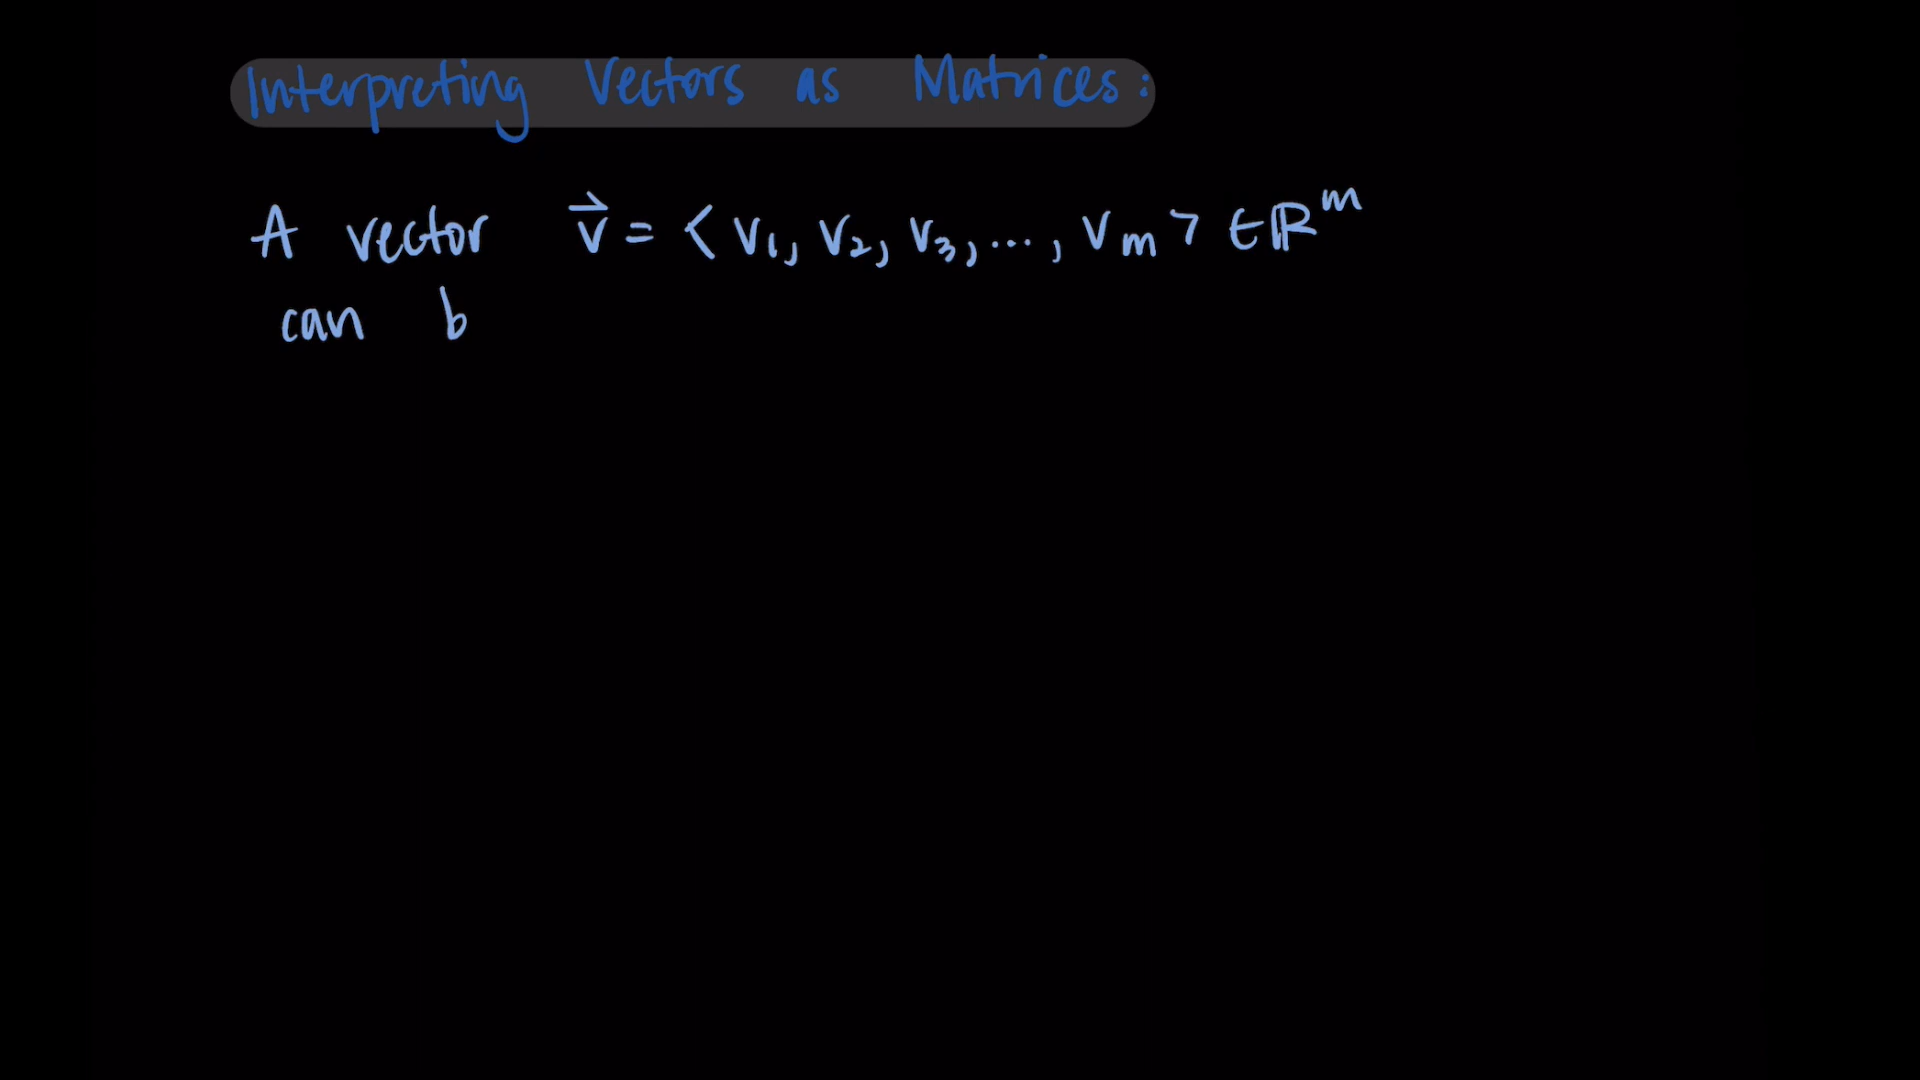 Interpreting Vectors as Matrices:
A vector v⃗ = < v₁, v₂, v₃, ..., vₘ > ∈ ℝᵐ
can b